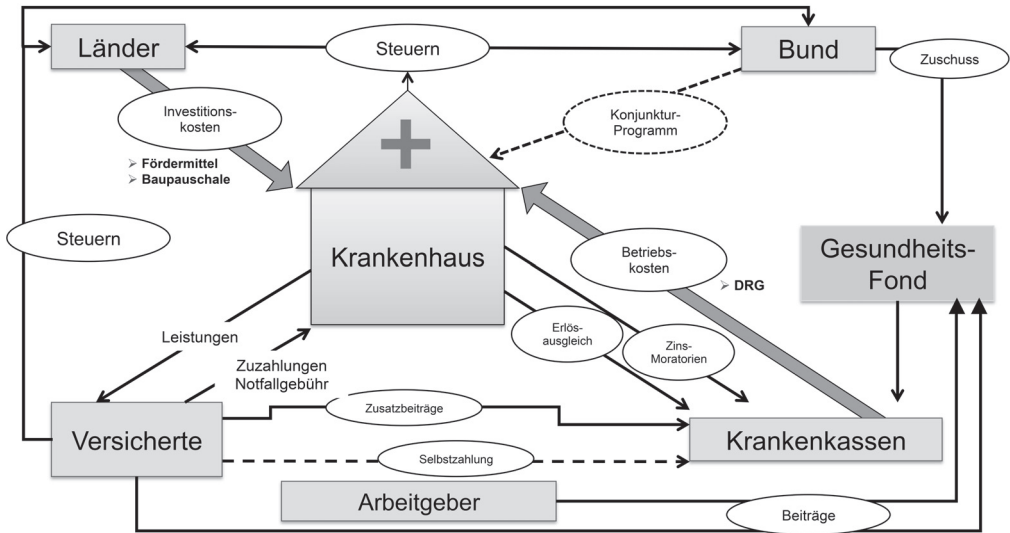 Länder
Steuern
Bund
Zuschuss
Investitions-
kosten
Konjunktur-
Programm
➢ Fördermittel
➢ Baupauschale
Steuern
Krankenhaus
Betriebs-
kosten
➢ DRG
Gesundheits-
Fond
Leistungen
Zuzahlungen
Notfallgebühr
Erlös-
ausgleich
Zins-
Moratorien
Zusatzbeiträge
Versicherte
Krankenkassen
Selbstzahlung
Arbeitgeber
Beiträge